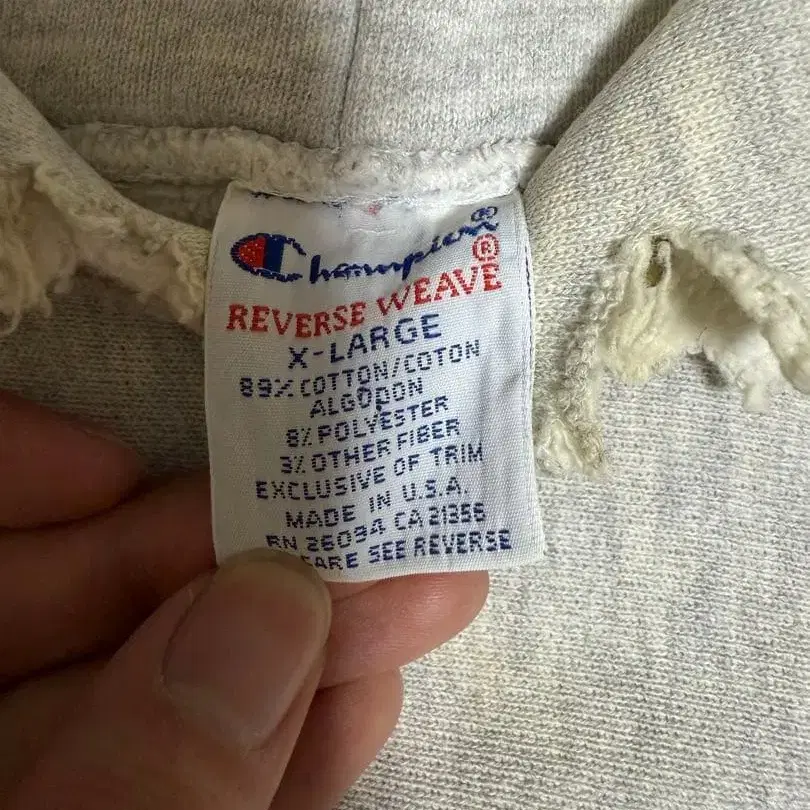 Champion®
®
REVERSE WEAVE
X-LARGE
89% COTTON/COTON
ALGODON
8% POLYESTER
3% OTHER FIBER
EXCLUSIVE OF TRIM
MADE IN U.S.A.
RN 26094 CA 21356
SEE REVERSE